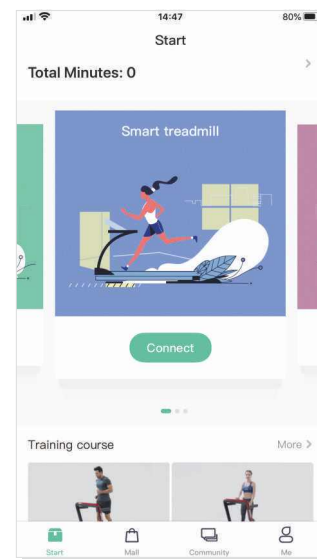 14:47
80%
Start
Total Minutes: 0
Smart treadmill
Connect
Training course
More
Start
Mall
Community
Me